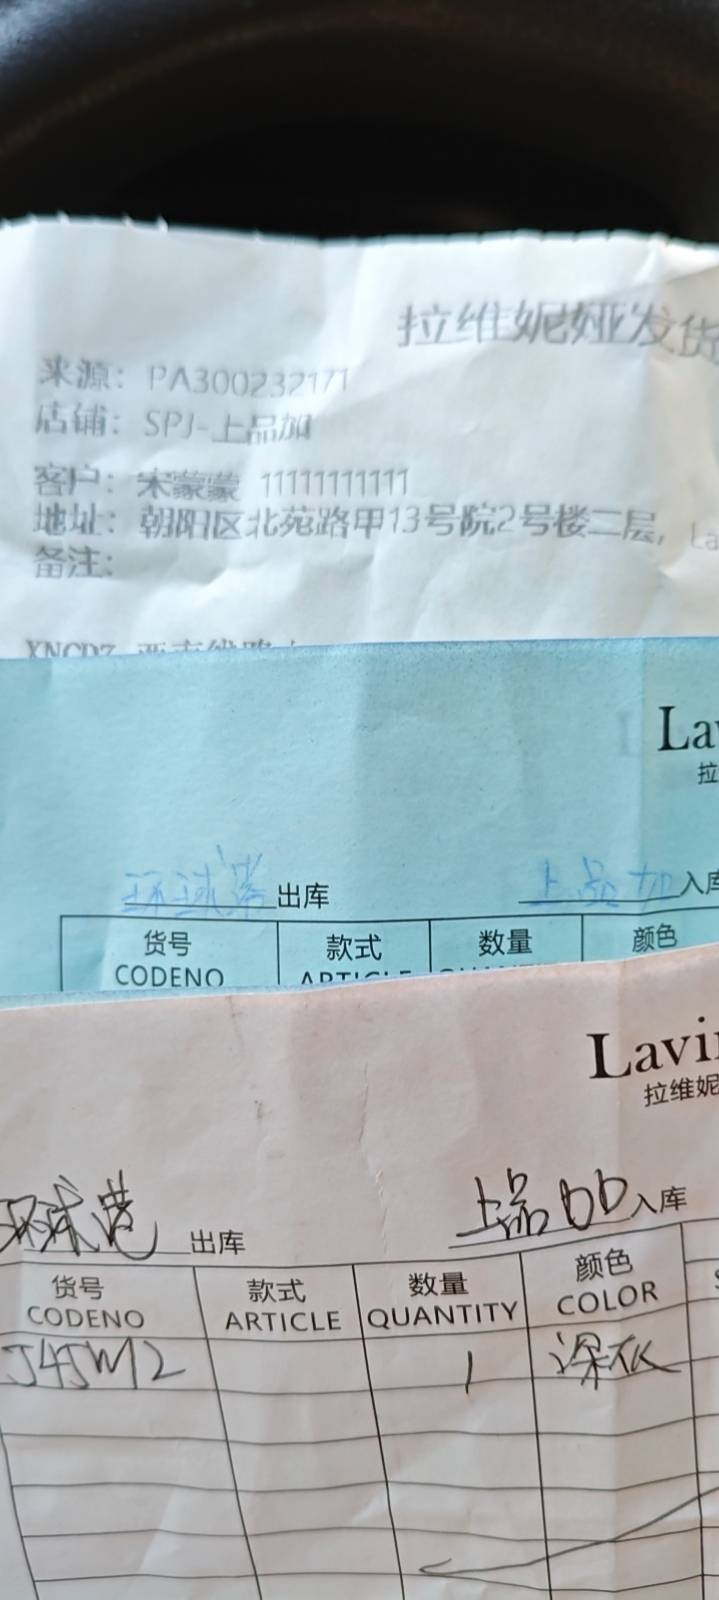 拉维妮娅发货
来源：PA300232171
店铺：SPJ-上品加
客户：宋蒙蒙 11111111111
地址：朝阳区北苑路甲13号院2号楼二层, La
备注：
Lav
拉
环球港 出库 上品加 入库
货号 款式 数量 颜色
CODENO ARTICLE
Lavin
拉维妮
环球港 出库 上品加 入库
货号 款式 数量 颜色
CODENO ARTICLE QUANTITY COLOR
J4JW12 1 深灰